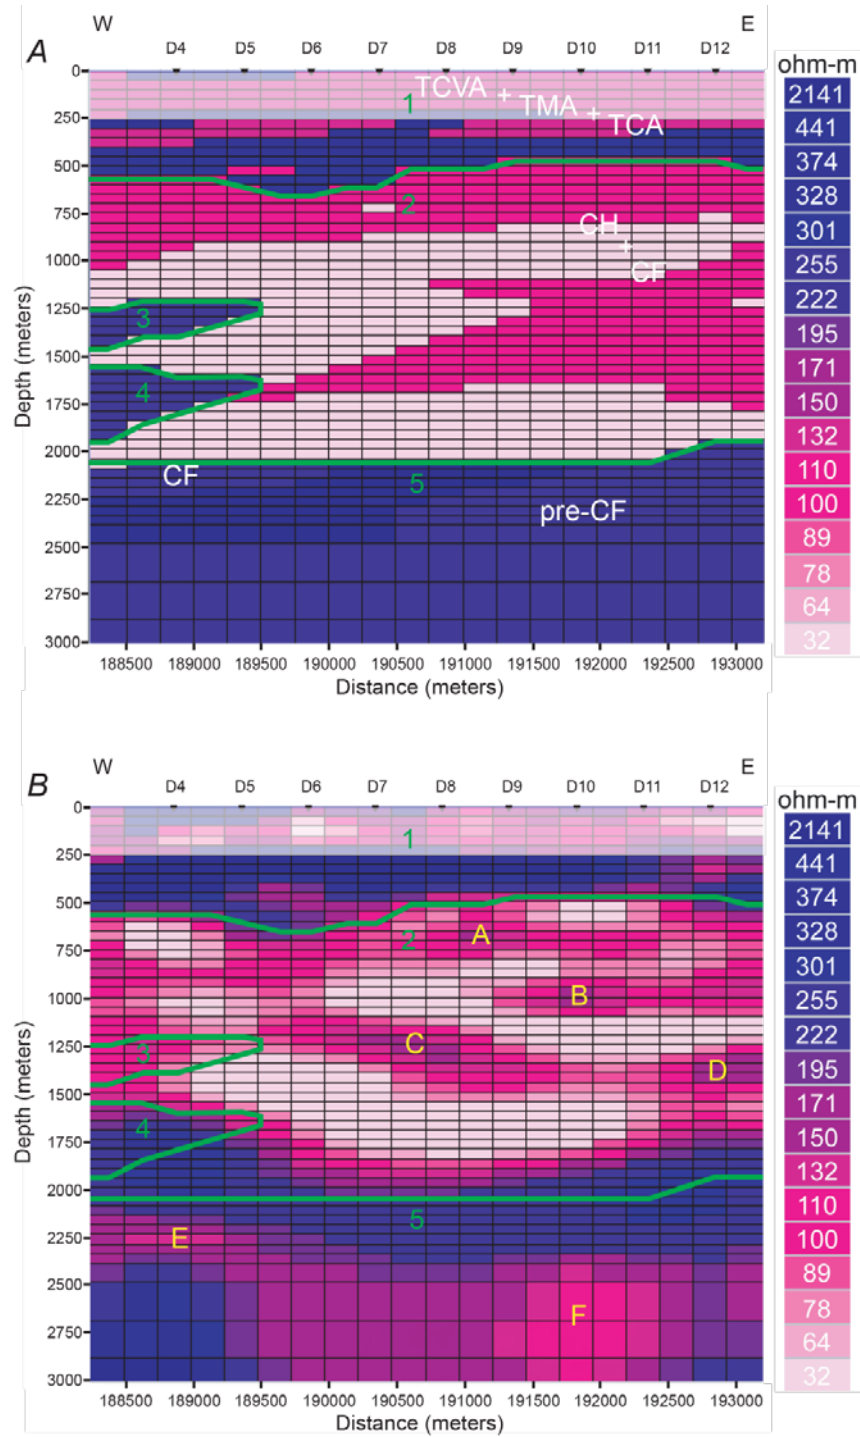 W E
A
D4 D5 D6 D7 D8 D9 D10 D11 D12
ohm-m
0
250
500
750
1000
1250
1500
1750
2000
2250
2500
2750
3000
Depth (meters)
1
TCVA + TMA + TCA
2
CH + CF
3
4
CF
5
pre-CF
188500 189000 189500 190000 190500 191000 191500 192000 192500 193000
Distance (meters)
2141
441
374
328
301
255
222
195
171
150
132
110
100
89
78
64
32
W E
B
D4 D5 D6 D7 D8 D9 D10 D11 D12
ohm-m
0
250
500
750
1000
1250
1500
1750
2000
2250
2500
2750
3000
Depth (meters)
1
2
A
B
3
C
D
4
5
E
F
188500 189000 189500 190000 190500 191000 191500 192000 192500 193000
Distance (meters)
2141
441
374
328
301
255
222
195
171
150
132
110
100
89
78
64
32